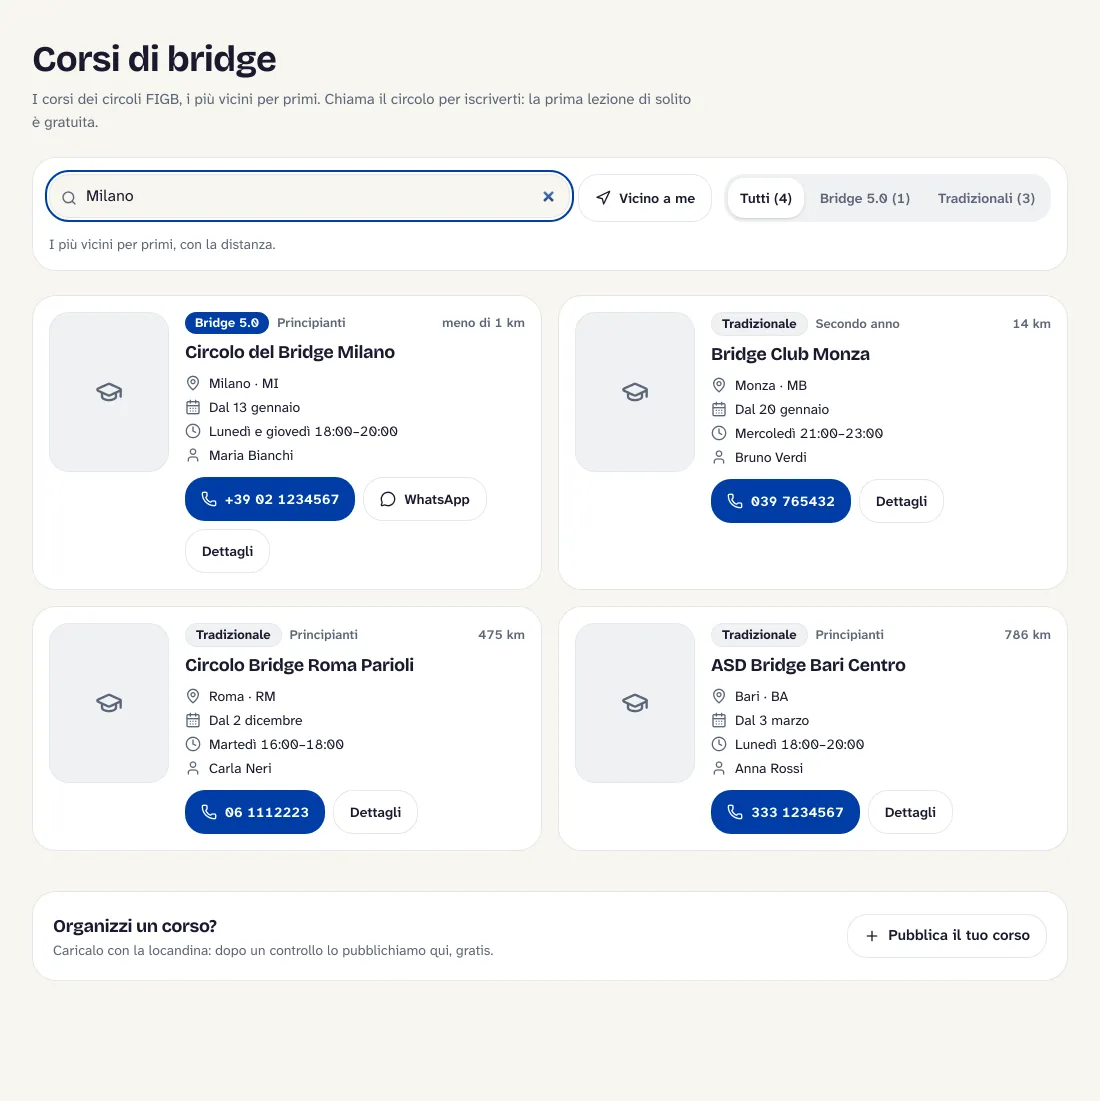 Corsi di bridge
I corsi dei circoli FIGB, i più vicini per primi. Chiama il circolo per iscriverti: la prima lezione di solito
è gratuita.
Milano
Vicino a me
Tutti (4)
Bridge 5.0 (1)
Tradizionali (3)
I più vicini per primi, con la distanza.
Bridge 5.0
Principianti
meno di 1 km
Circolo del Bridge Milano
Milano · MI
Dal 13 gennaio
Lunedì e giovedì 18:00–20:00
Maria Bianchi
+39 02 1234567
WhatsApp
Dettagli
Tradizionale
Secondo anno
14 km
Bridge Club Monza
Monza · MB
Dal 20 gennaio
Mercoledì 21:00–23:00
Bruno Verdi
039 765432
Dettagli
Tradizionale
Principianti
475 km
Circolo Bridge Roma Parioli
Roma · RM
Dal 2 dicembre
Martedì 16:00–18:00
Carla Neri
06 1112223
Dettagli
Tradizionale
Principianti
786 km
ASD Bridge Bari Centro
Bari · BA
Dal 3 marzo
Lunedì 18:00–20:00
Anna Rossi
333 1234567
Dettagli
Organizzi un corso?
Caricalo con la locandina: dopo un controllo lo pubblichiamo qui, gratis.
Pubblica il tuo corso